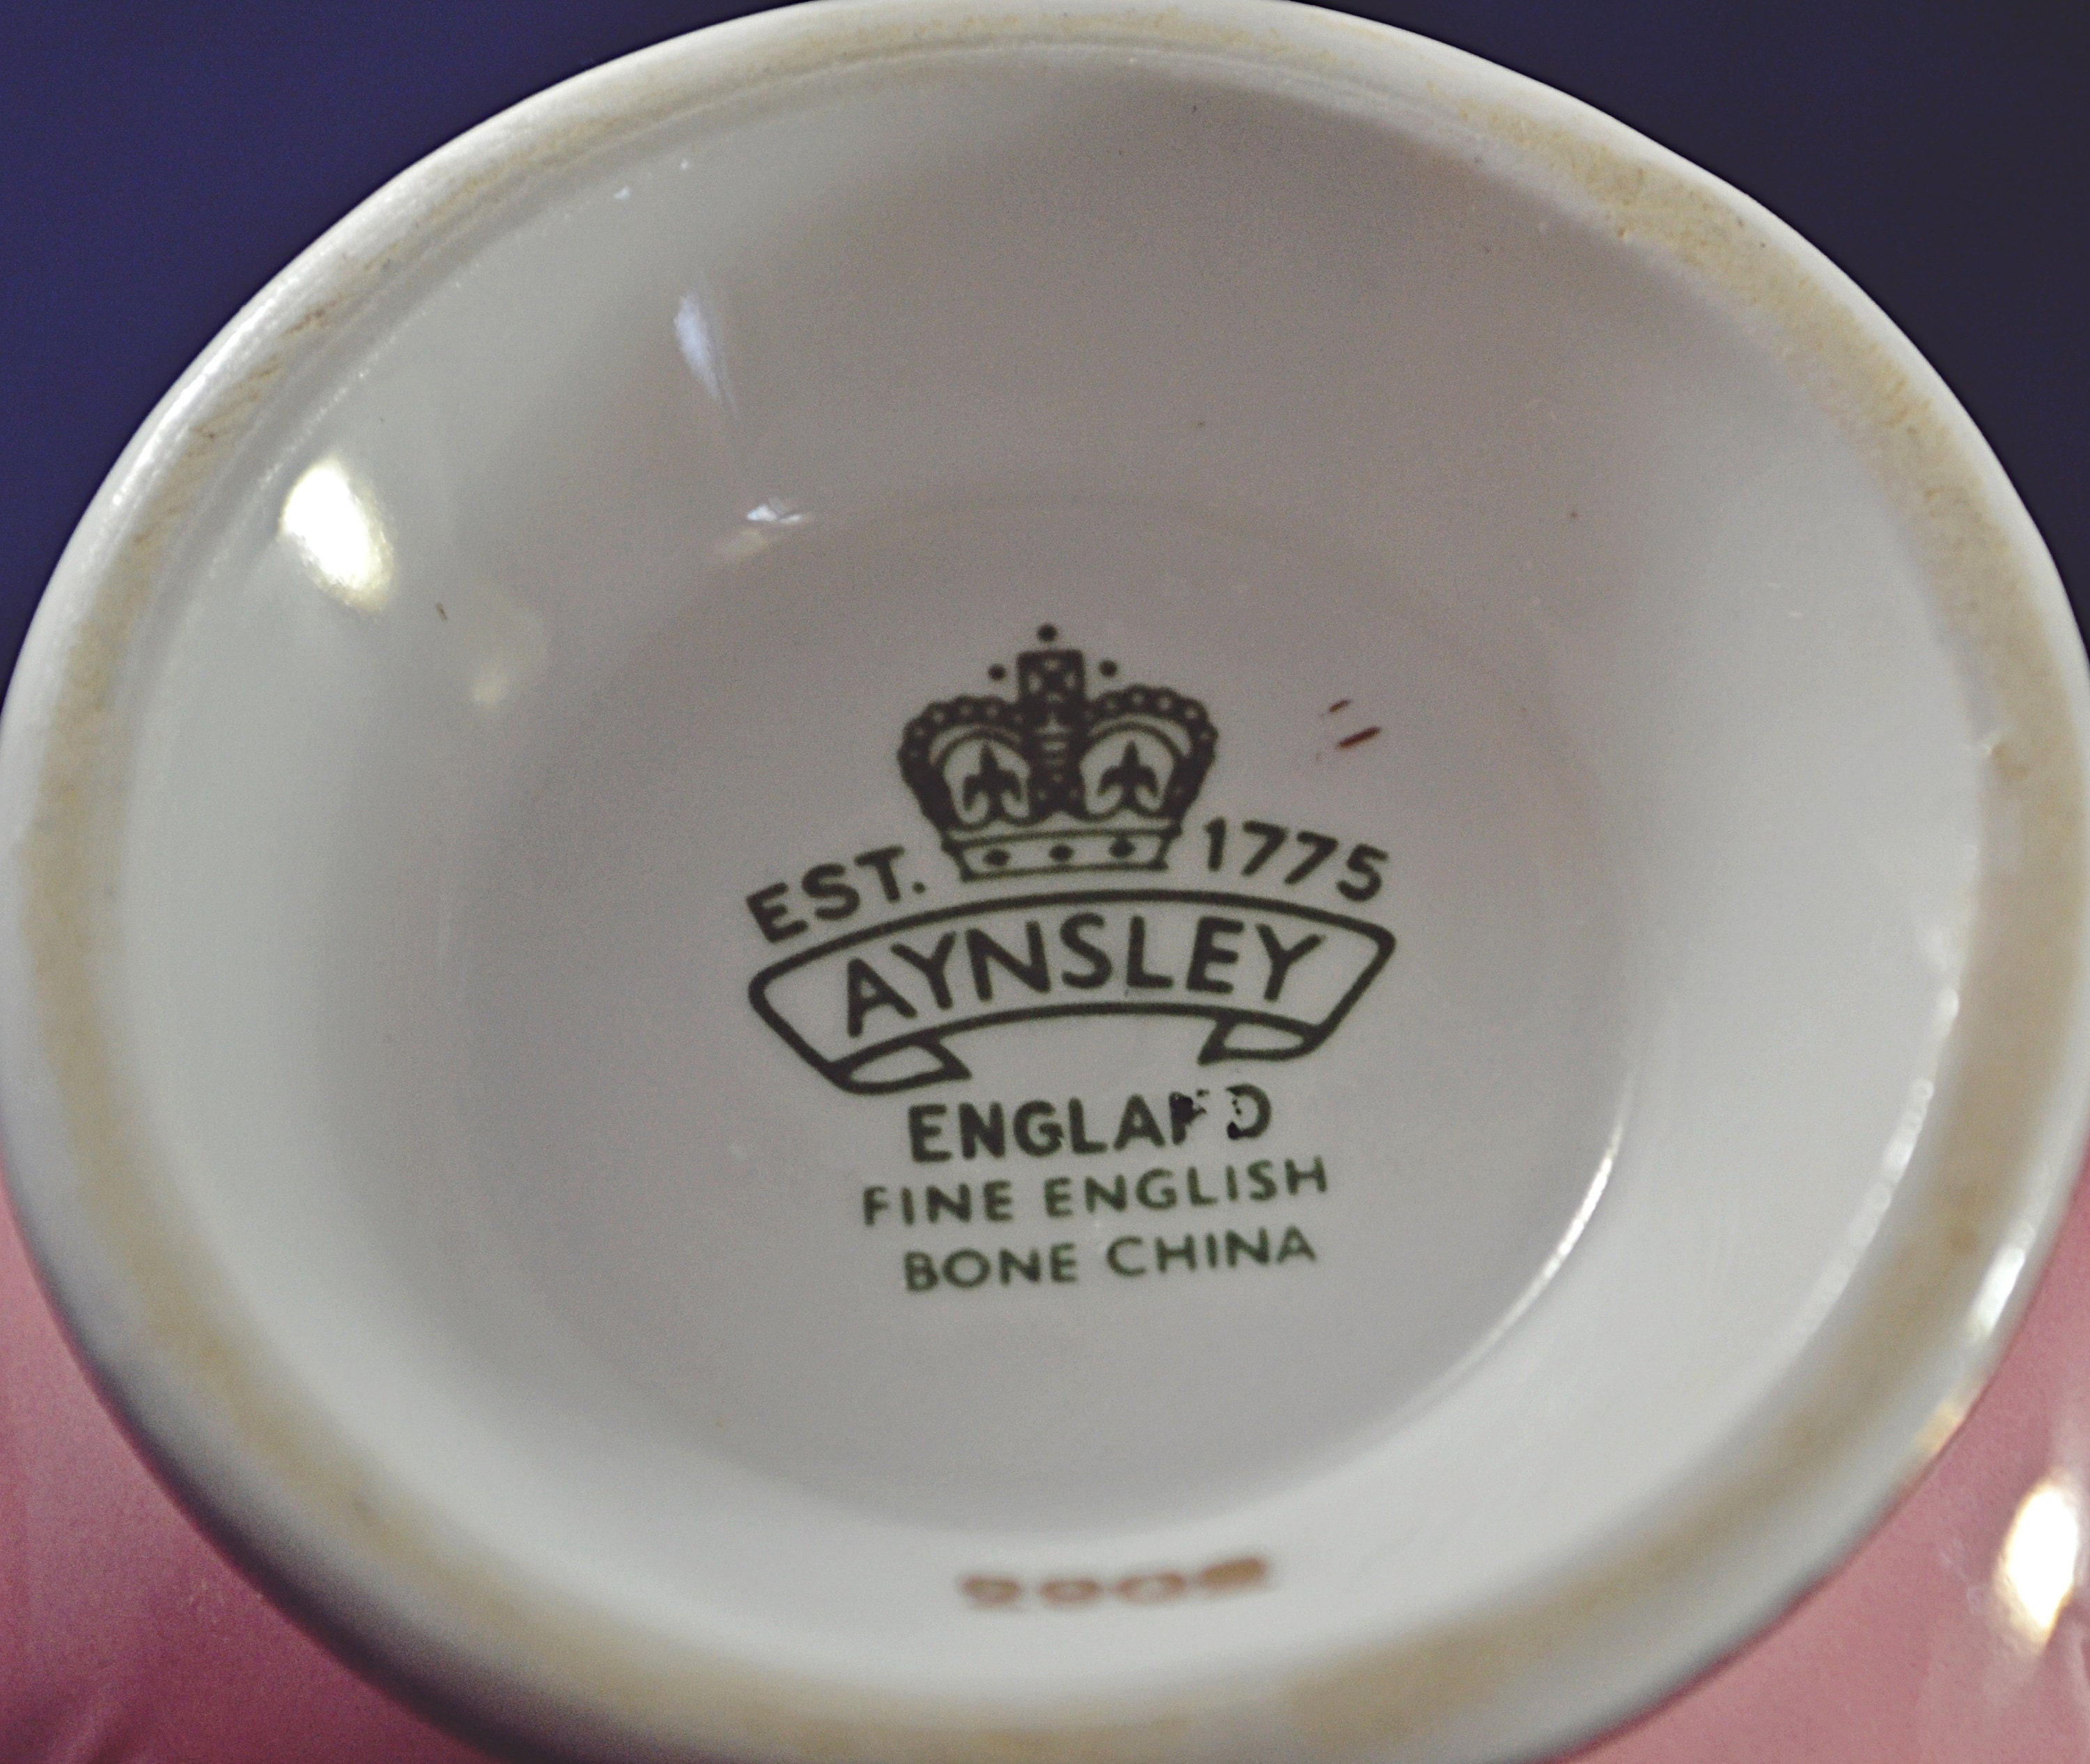 EST. 1775
AYNSLEY
ENGLAND
FINE ENGLISH
BONE CHINA